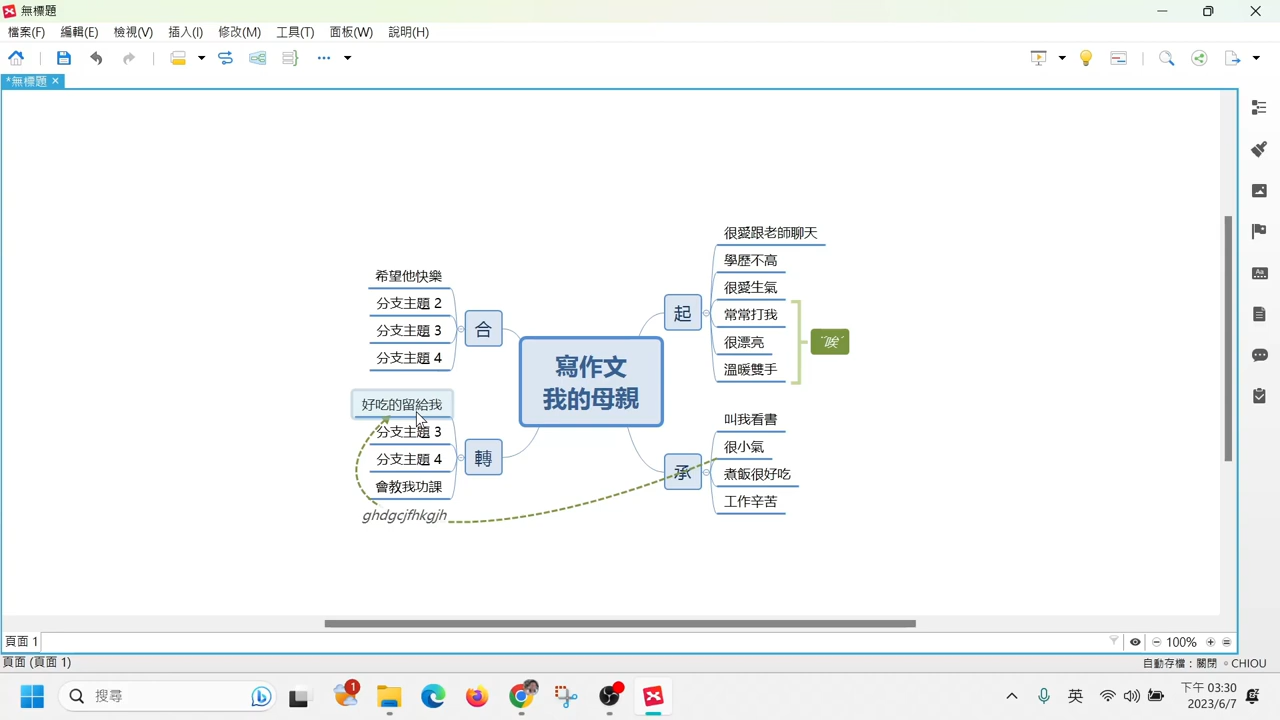 無標題
檔案(F) 編輯(E) 檢視(V) 插入(I) 修改(M) 工具(T) 面板(W) 說明(H)
*無標題
很愛跟老師聊天
學歷不高
很愛生氣
常常打我
很漂亮
溫暖雙手
起
¨唉ˊ
希望他快樂
分支主題 2
分支主題 3
分支主題 4
合
寫作文
我的母親
好吃的留給我
分支主題 3
分支主題 4
會教我功課
轉
ghdgcjfhkgjh
叫我看書
很小氣
煮飯很好吃
工作辛苦
承
頁面 1
100%
頁面 (頁面 1)
自動存檔：關閉 。CHIOU
搜尋
1
英
下午 03:30
2023/6/7